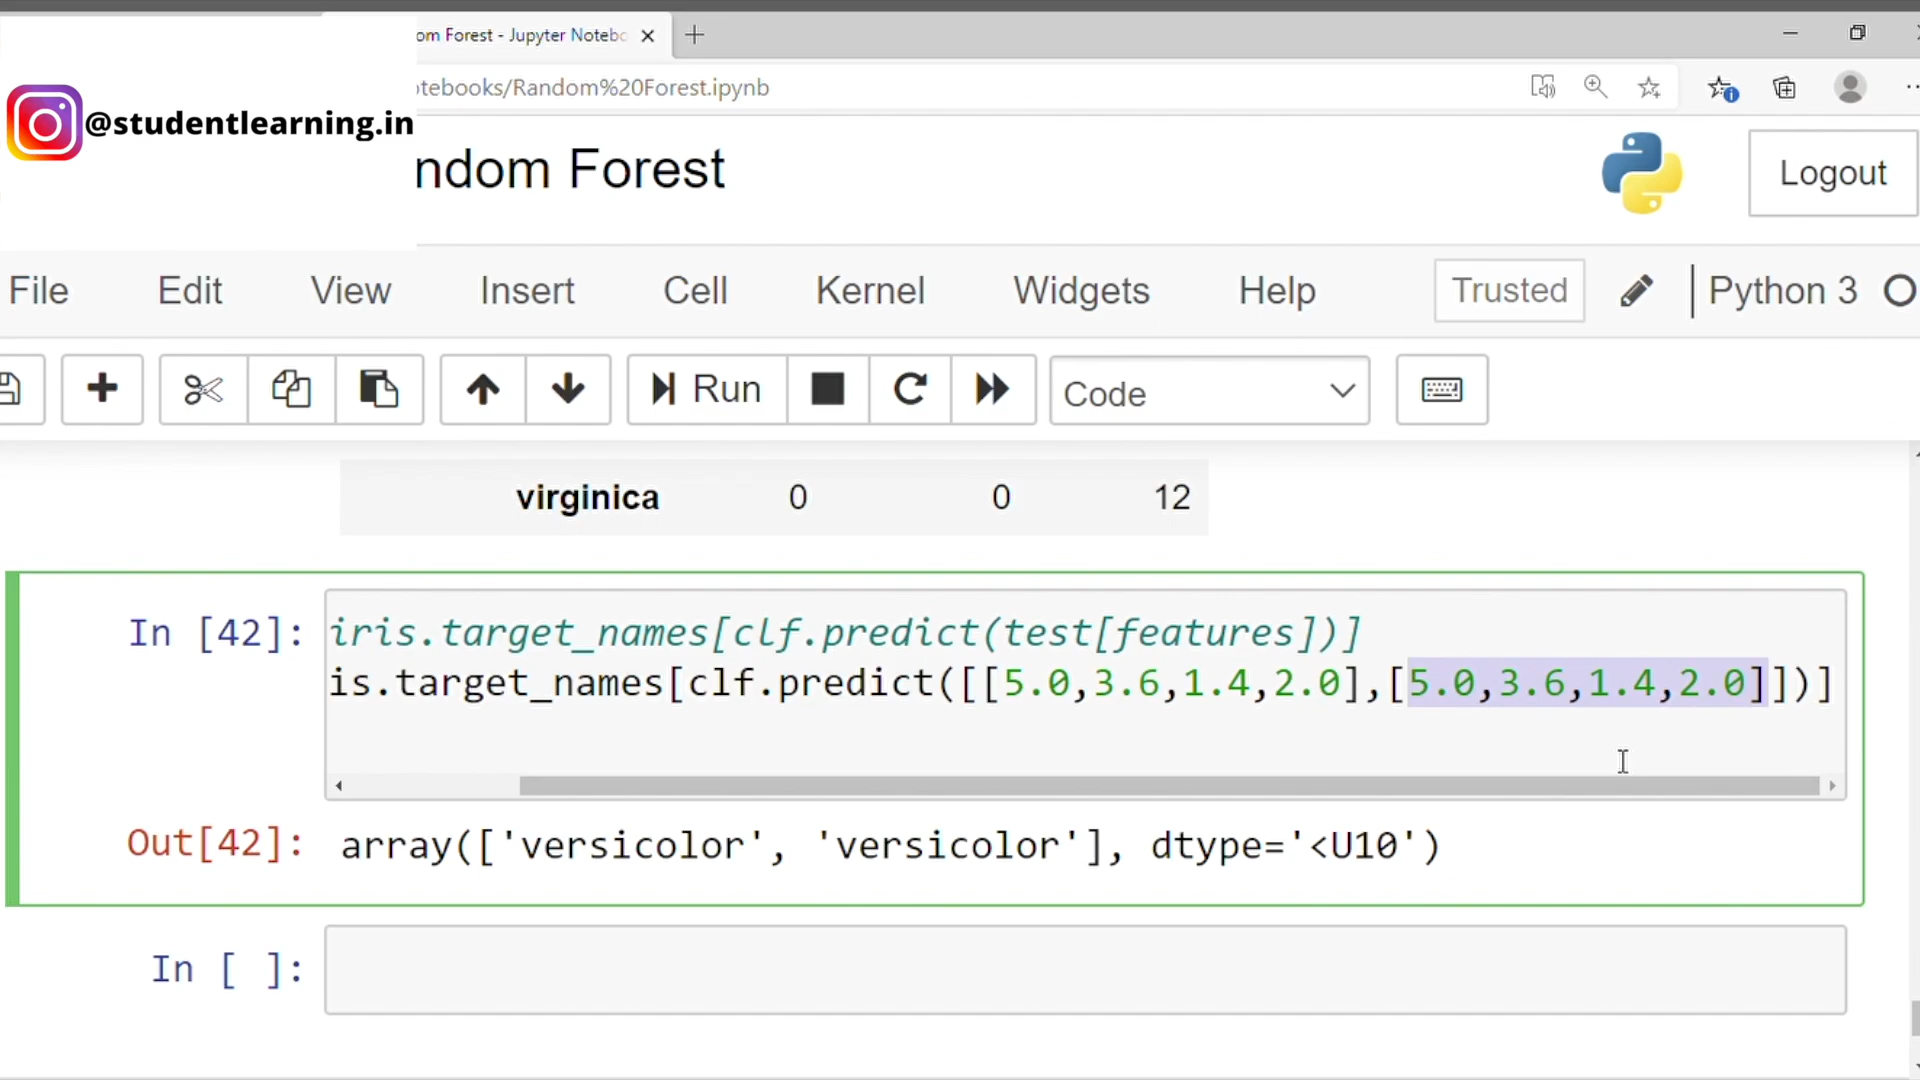 om Forest - Jupyter Notebo
otebooks/Random%20Forest.ipynb
@studentlearning.in
ndom Forest
Logout
File Edit View Insert Cell Kernel Widgets Help Trusted Python 3
Run Code
virginica 0 0 12
In [42]: iris.target_names[clf.predict(test[features])]
is.target_names[clf.predict([[5.0,3.6,1.4,2.0],[5.0,3.6,1.4,2.0]])]
Out[42]: array(['versicolor', 'versicolor'], dtype='<U10')
In [ ]: